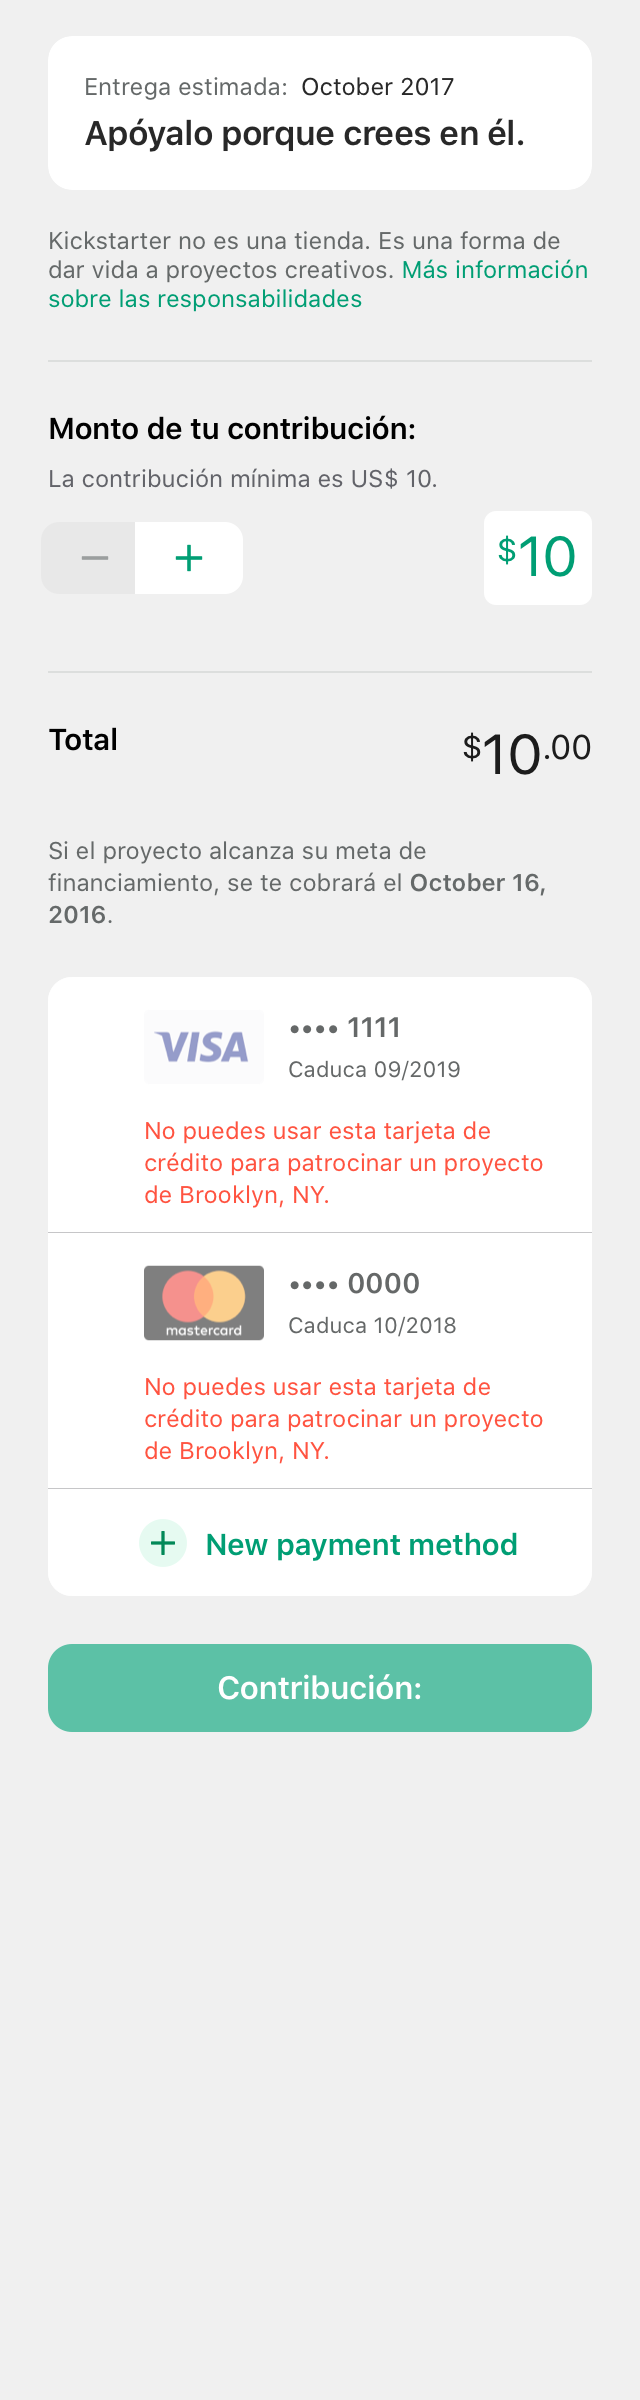 Entrega estimada: October 2017
Apóyalo porque crees en él.
Kickstarter no es una tienda. Es una forma de
dar vida a proyectos creativos. Más información
sobre las responsabilidades
Monto de tu contribución:
La contribución mínima es US$ 10.
− +
$10
Total
$10.00
Si el proyecto alcanza su meta de
financiamiento, se te cobrará el October 16,
2016.
VISA
•••• 1111
Caduca 09/2019
No puedes usar esta tarjeta de
crédito para patrocinar un proyecto
de Brooklyn, NY.
mastercard
•••• 0000
Caduca 10/2018
No puedes usar esta tarjeta de
crédito para patrocinar un proyecto
de Brooklyn, NY.
+ New payment method
Contribución: